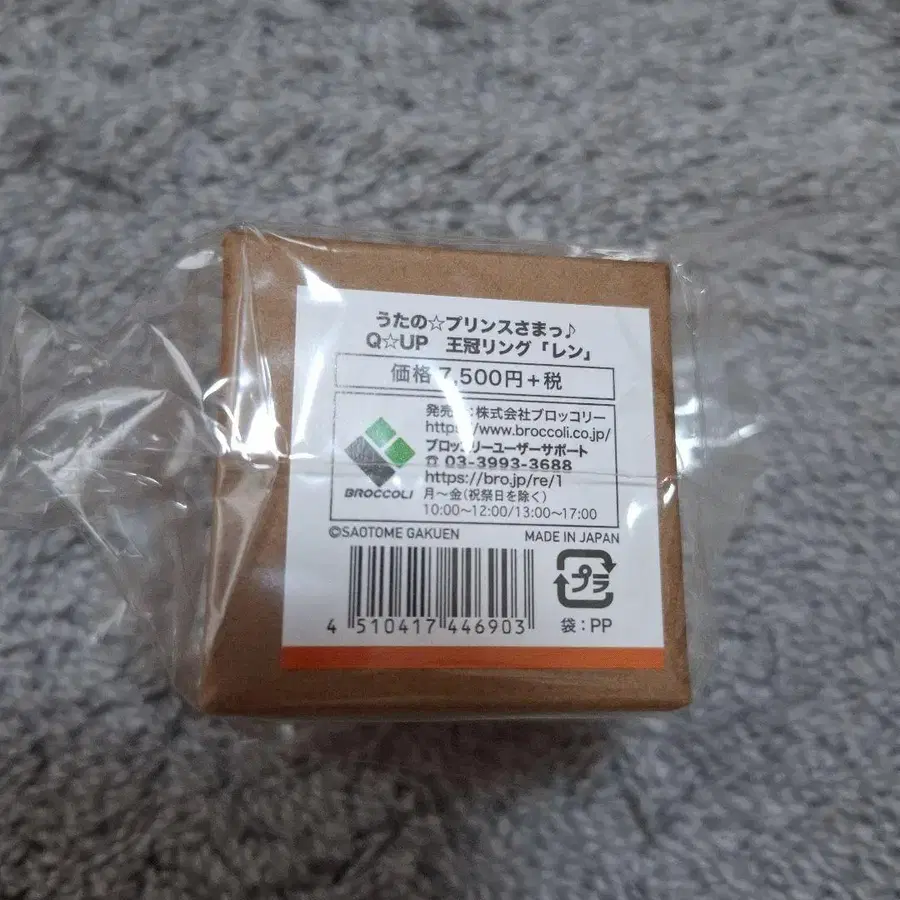 うたの☆プリンスさまっ♪
Q☆UP 王冠リング「レン」
価格 7,500円+税
発売元：株式会社ブロッコリー
https://www.broccoli.co.jp/
ブロッコリーユーザーサポート
☎ 03-3993-3688
https://bro.jp/re/1
月～金(祝祭日を除く)
10:00～12:00/13:00～17:00
BROCCOLI
©SAOTOME GAKUEN MADE IN JAPAN
プラ
4 510417 446903
袋：PP